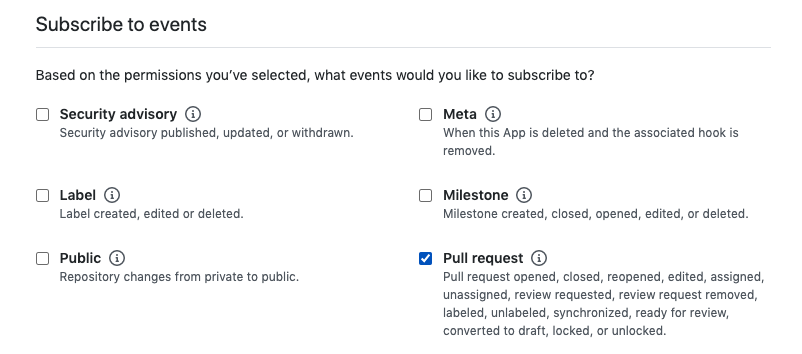 Subscribe to events
Based on the permissions you've selected, what events would you like to subscribe to?
Security advisory
Security advisory published, updated, or withdrawn.
Meta
When this App is deleted and the associated hook is
removed.
Label
Label created, edited or deleted.
Milestone
Milestone created, closed, opened, edited, or deleted.
Public
Repository changes from private to public.
Pull request
Pull request opened, closed, reopened, edited, assigned,
unassigned, review requested, review request removed,
labeled, unlabeled, synchronized, ready for review,
converted to draft, locked, or unlocked.